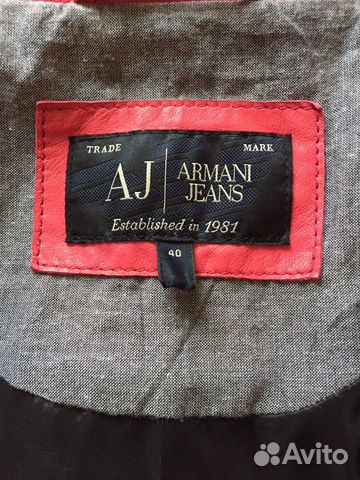 TRADE MARK
AJ ARMANI
JEANS
Established in 1981
40
Avito